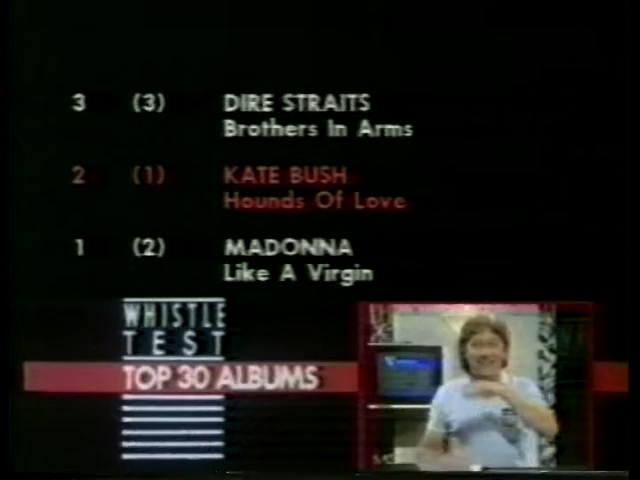 3 (3) DIRE STRAITS
Brothers In Arms
2 (1) KATE BUSH
Hounds Of Love
1 (2) MADONNA
Like A Virgin
WHISTLE
TEST
TOP 30 ALBUMS